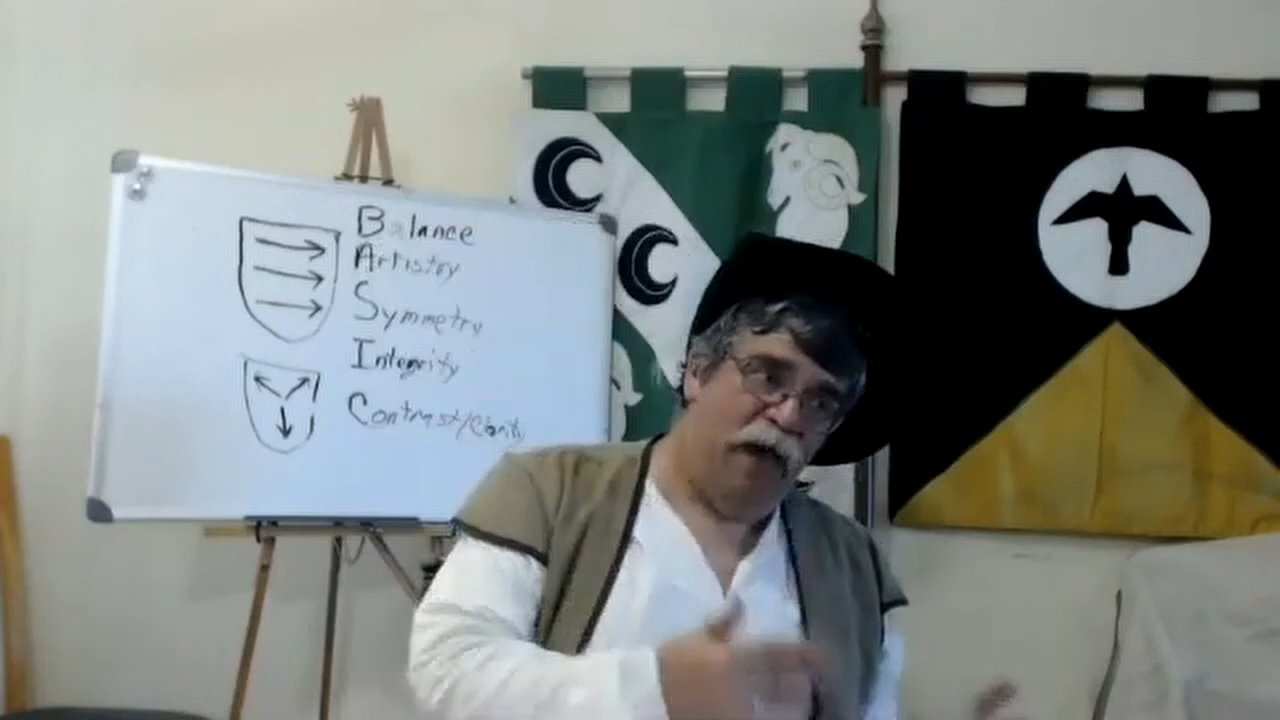 Balance
Artistry
Symmetry
Integrity
Contrast/Clarity